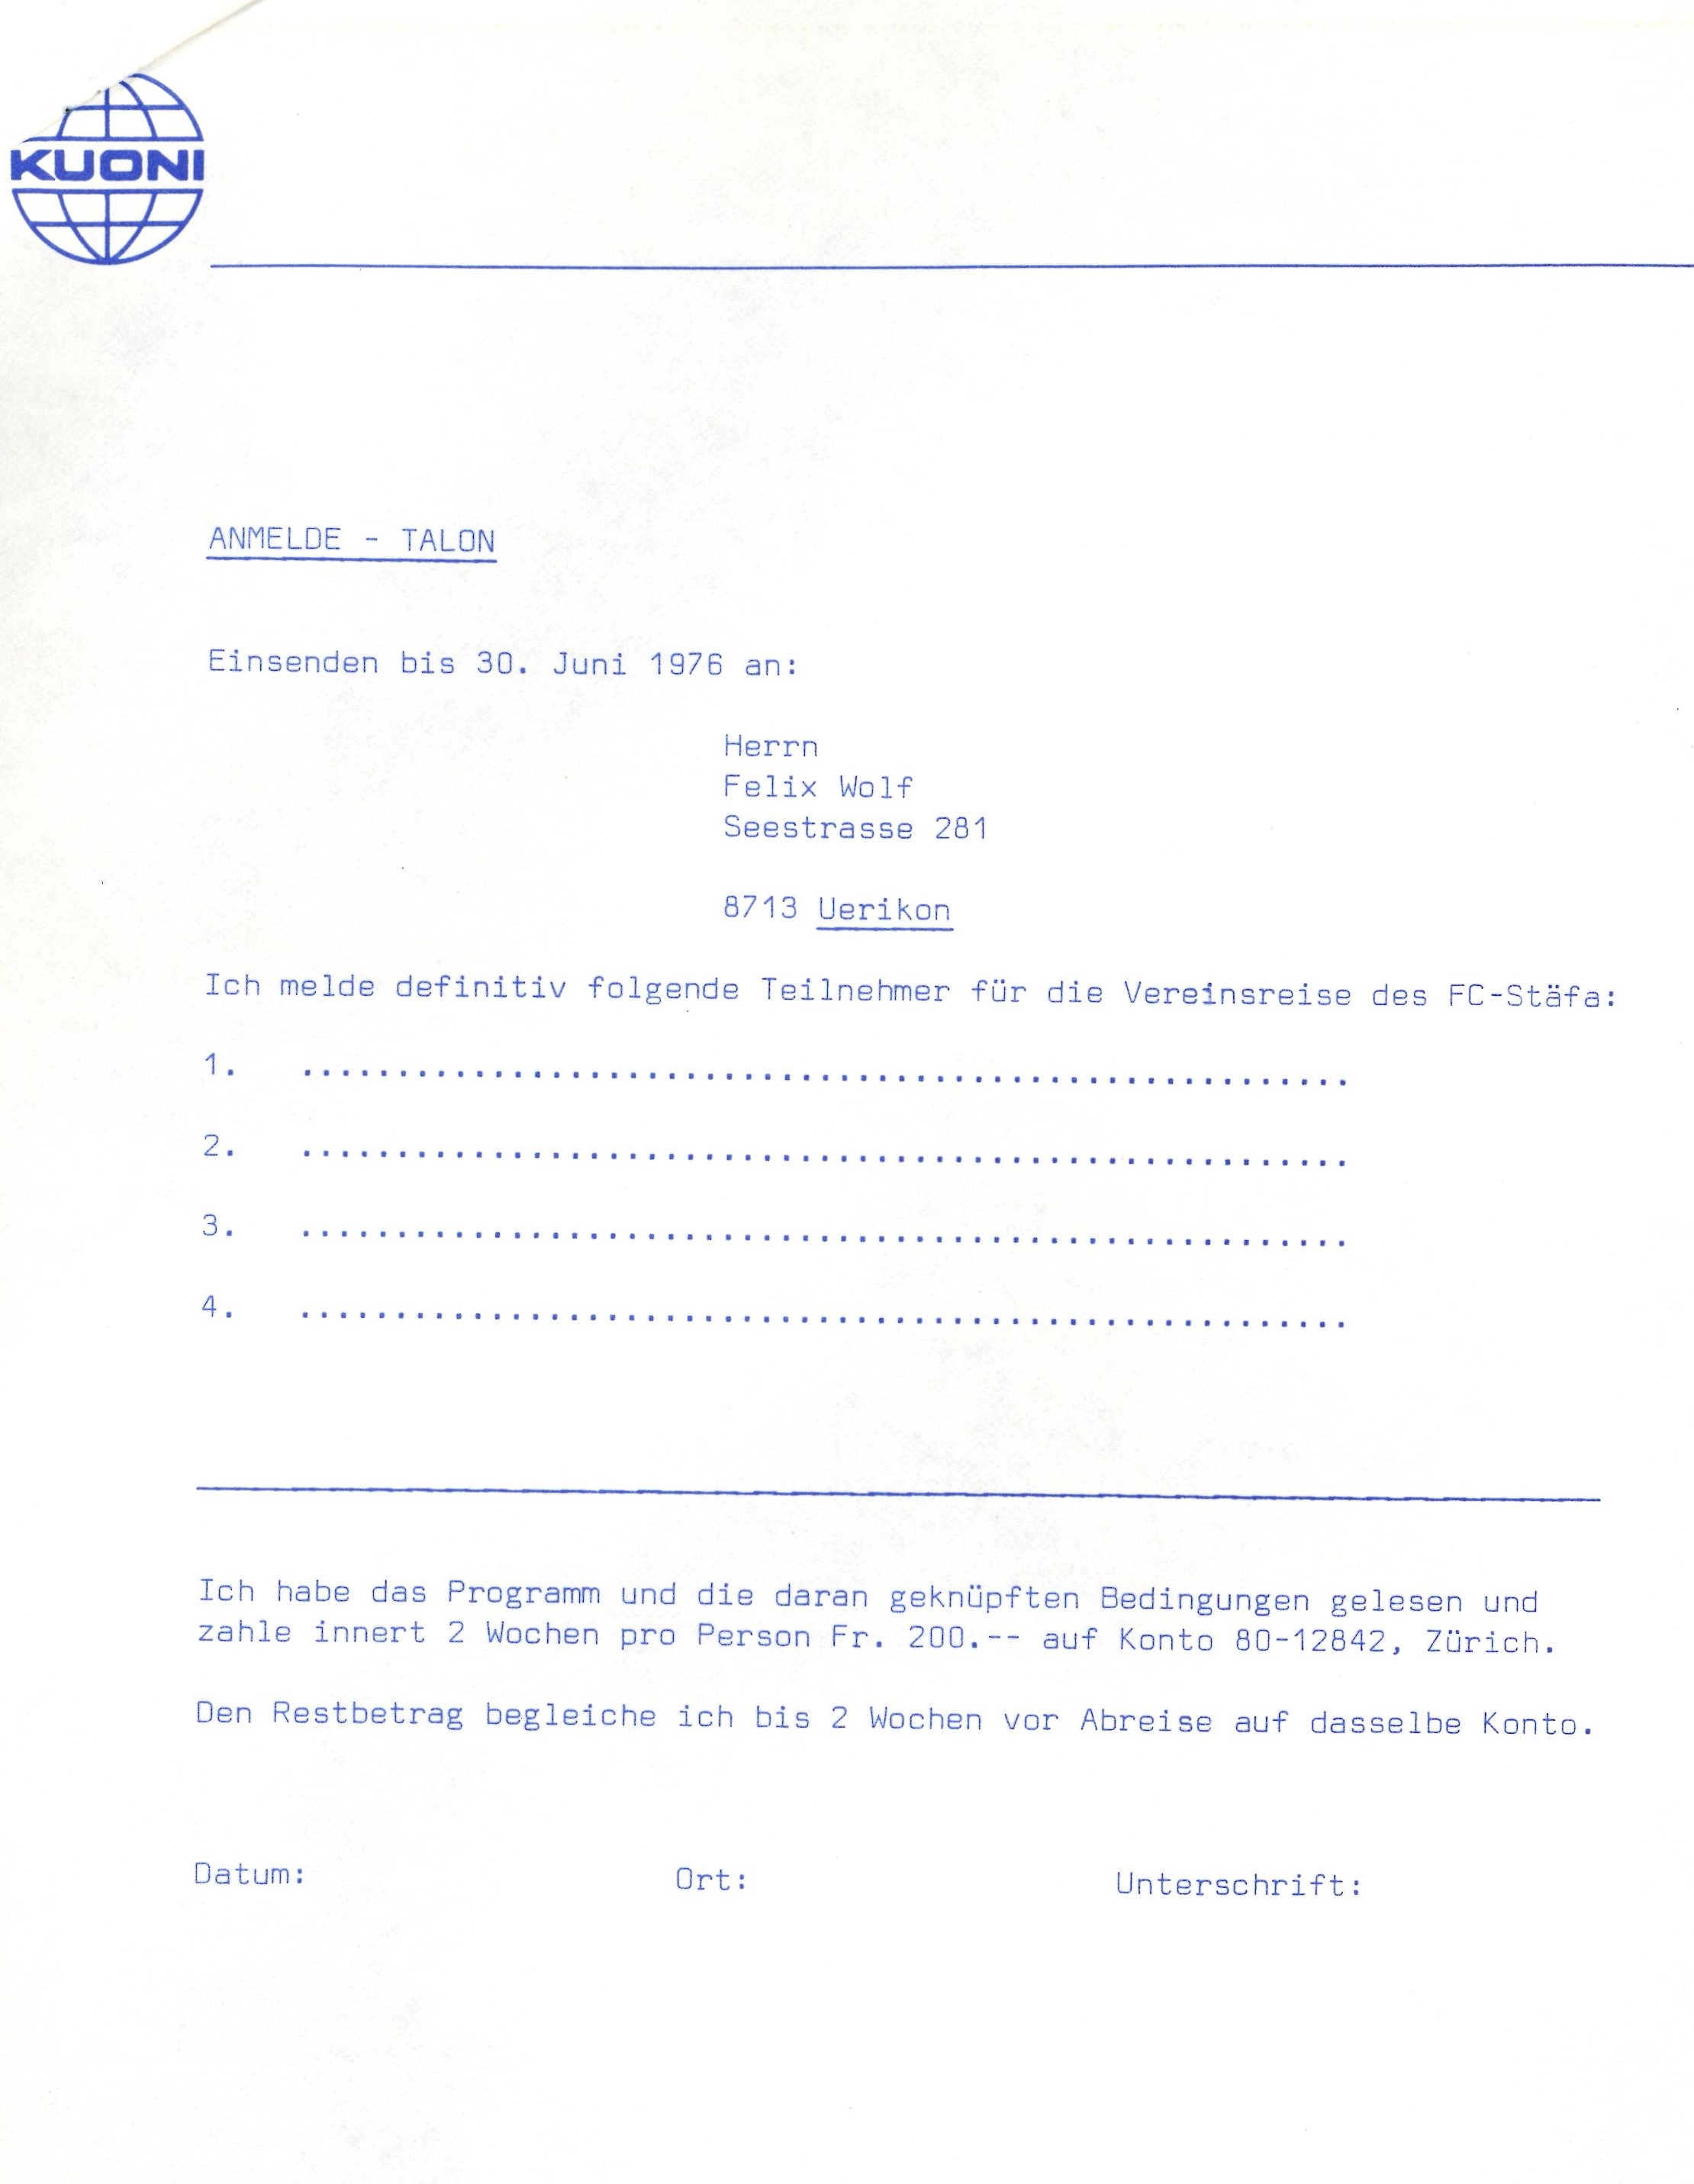 KUONI
ANMELDE - TALON
Einsenden bis 30. Juni 1976 an:
Herrn
Felix Wolf
Seestrasse 281
8713 Uerikon
Ich melde definitiv folgende Teilnehmer für die Vereinsreise des FC-Stäfa:
1. .......................................................
2. .......................................................
3. .......................................................
4. .......................................................
Ich habe das Programm und die daran geknüpften Bedingungen gelesen und
zahle innert 2 Wochen pro Person Fr. 200.-- auf Konto 80-12842, Zürich.
Den Restbetrag begleiche ich bis 2 Wochen vor Abreise auf dasselbe Konto.
Datum: Ort: Unterschrift: